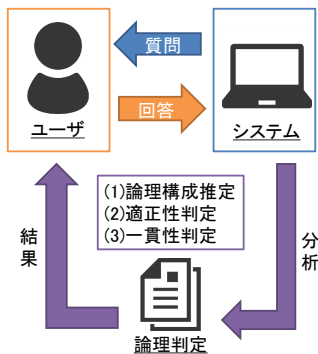 質問
回答
ユーザ
システム
(1)論理構成推定
(2)適正性判定
(3)一貫性判定
結果
分析
論理判定